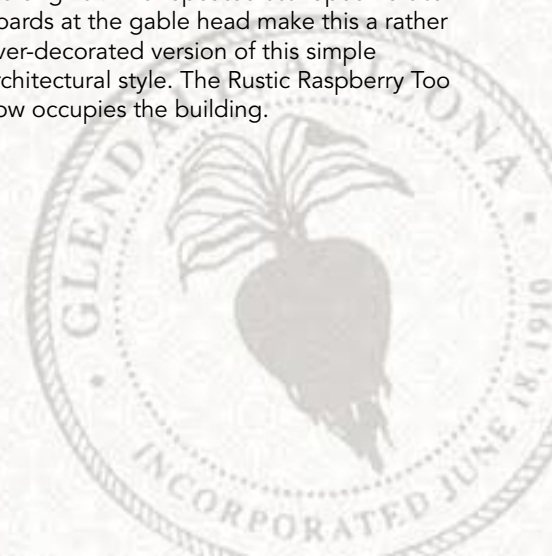 boards at the gable head make this a rather
over-decorated version of this simple
architectural style. The Rustic Raspberry Too
now occupies the building.
GLENDA ARIZONA
INCORPORATED JUNE 18, 1910